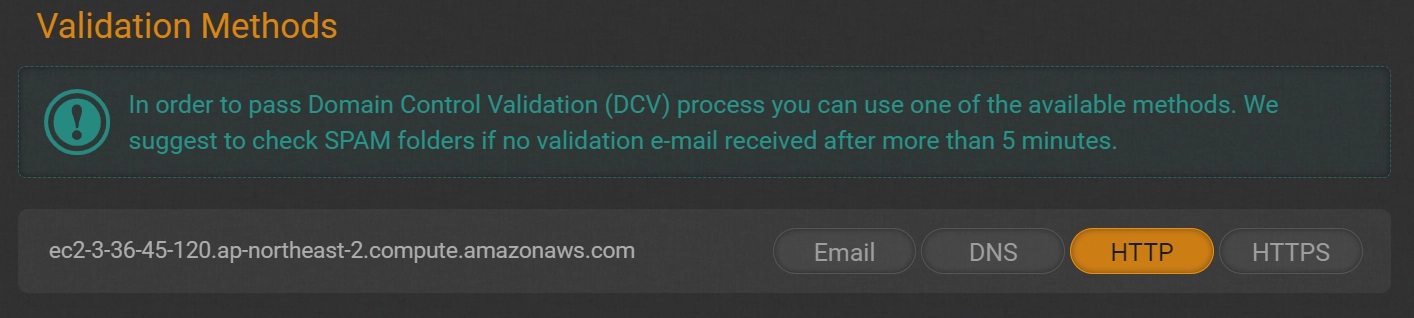 Validation Methods
In order to pass Domain Control Validation (DCV) process you can use one of the available methods. We
suggest to check SPAM folders if no validation e-mail received after more than 5 minutes.
ec2-3-36-45-120.ap-northeast-2.compute.amazonaws.com Email DNS HTTP HTTPS